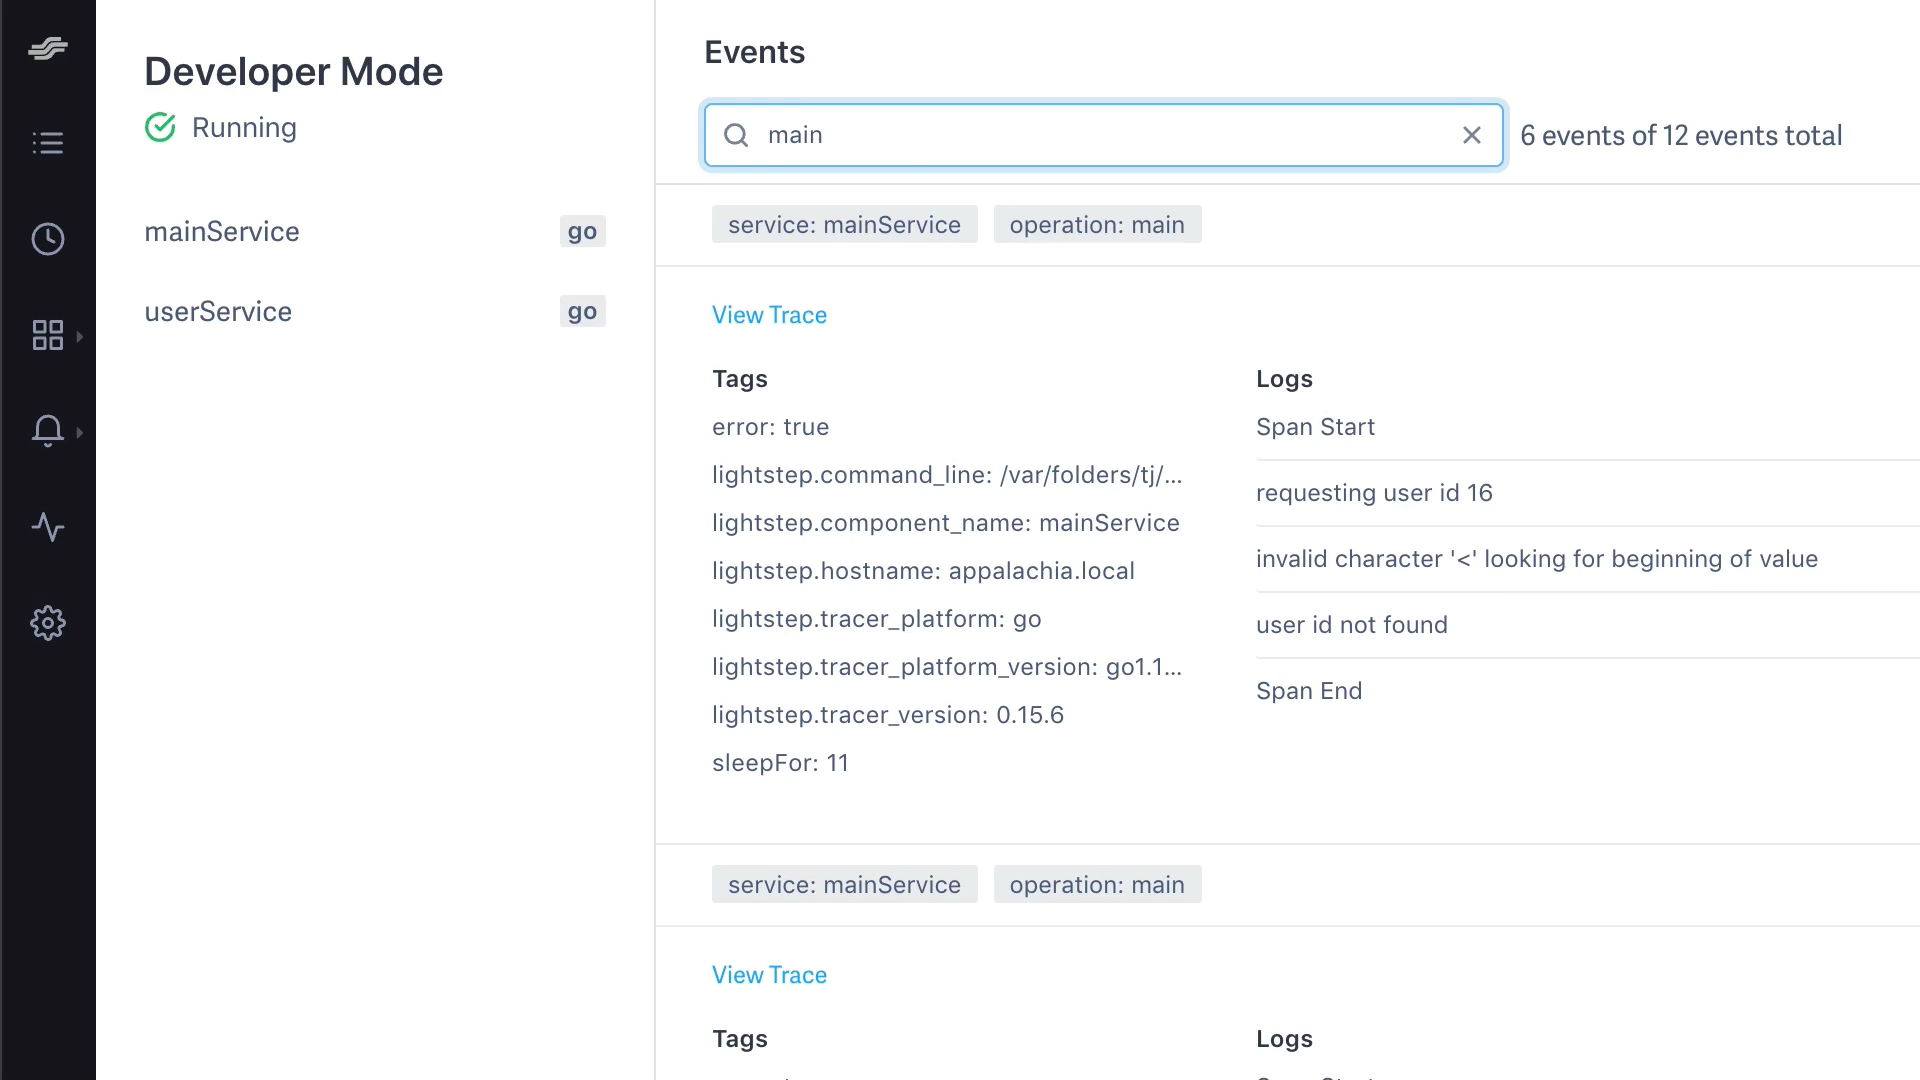 Developer Mode
Running
mainService go
userService go
Events
main
6 events of 12 events total
service: mainService operation: main
View Trace
Tags
error: true
lightstep.command_line: /var/folders/tj/...
lightstep.component_name: mainService
lightstep.hostname: appalachia.local
lightstep.tracer_platform: go
lightstep.tracer_platform_version: go1.1...
lightstep.tracer_version: 0.15.6
sleepFor: 11
Logs
Span Start
requesting user id 16
invalid character '<' looking for beginning of value
user id not found
Span End
service: mainService operation: main
View Trace
Tags
Logs